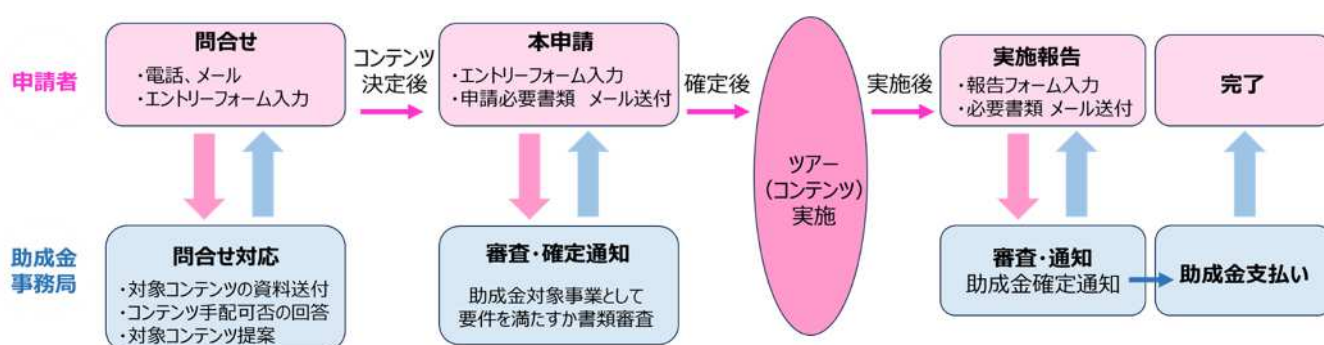 申請者
問合せ
・電話、メール
・エントリーフォーム入力
コンテンツ
決定後
本申請
・エントリーフォーム入力
・申請必要書類 メール送付
確定後
ツアー
(コンテンツ)
実施
実施後
実施報告
・報告フォーム入力
・必要書類 メール送付
完了
助成金
事務局
問合せ対応
・対象コンテンツの資料送付
・コンテンツ手配可否の回答
・対象コンテンツ提案
審査・確定通知
助成金対象事業として
要件を満たすか書類審査
審査・通知
助成金確定通知
助成金支払い